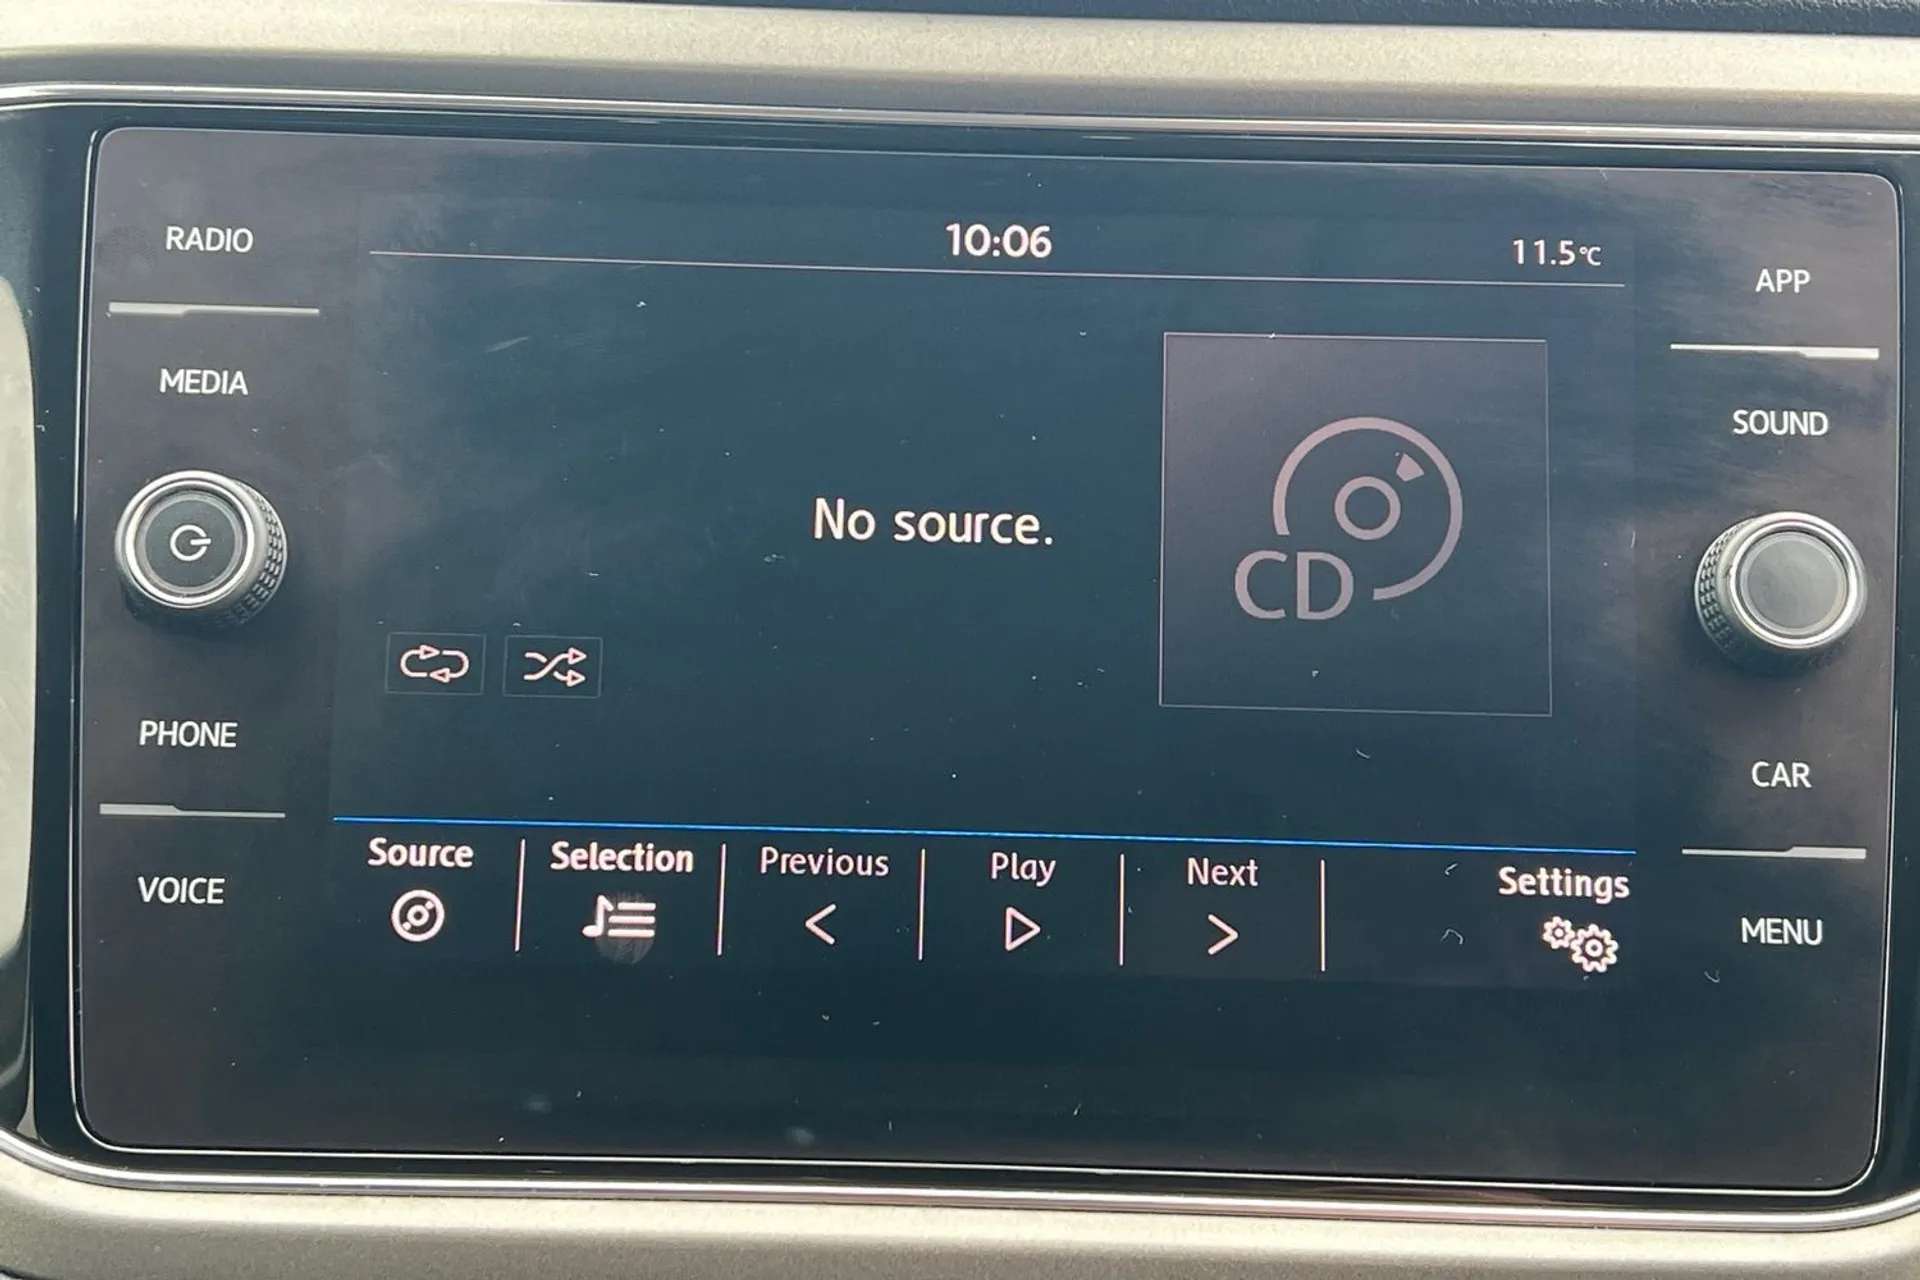 RADIO
10:06
11.5°C
APP
MEDIA
SOUND
No source.
CD
PHONE
CAR
Source
Selection
Previous
Play
Next
Settings
VOICE
MENU